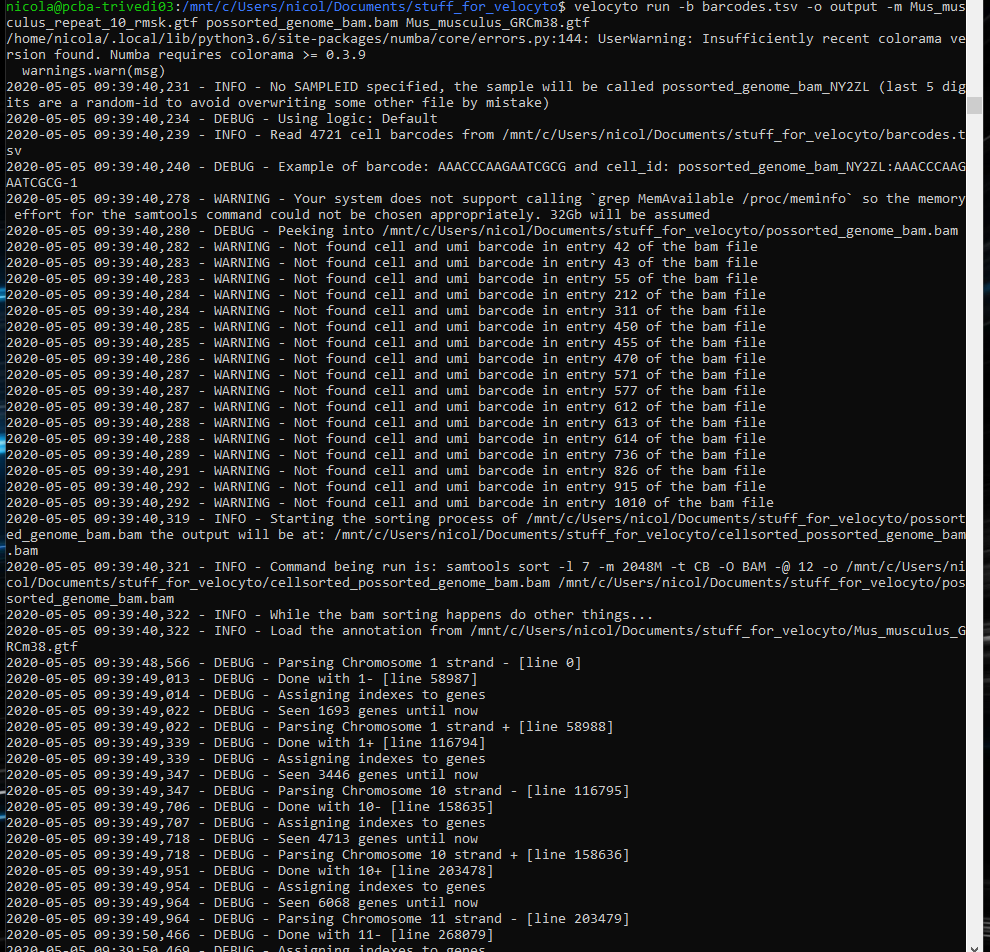 nicola@pcba-trivedi03:/mnt/c/Users/nicol/Documents/stuff_for_velocyto$ velocyto run -b barcodes.tsv -o output -m Mus_mus
culus_repeat_10_rmsk.gtf possorted_genome_bam.bam Mus_musculus_GRCm38.gtf
/home/nicola/.local/lib/python3.6/site-packages/numba/core/errors.py:144: UserWarning: Insufficiently recent colorama ve
rsion found. Numba requires colorama >= 0.3.9
  warnings.warn(msg)
2020-05-05 09:39:40,231 - INFO - No SAMPLEID specified, the sample will be called possorted_genome_bam_NY2ZL (last 5 dig
its are a random-id to avoid overwriting some other file by mistake)
2020-05-05 09:39:40,234 - DEBUG - Using logic: Default
2020-05-05 09:39:40,239 - INFO - Read 4721 cell barcodes from /mnt/c/Users/nicol/Documents/stuff_for_velocyto/barcodes.t
sv
2020-05-05 09:39:40,240 - DEBUG - Example of barcode: AAACCCAAGAATCGCG and cell_id: possorted_genome_bam_NY2ZL:AAACCCAAG
AATCGCG-1
2020-05-05 09:39:40,278 - WARNING - Your system does not support calling `grep MemAvailable /proc/meminfo` so the memory
 effort for the samtools command could not be chosen appropriately. 32Gb will be assumed
2020-05-05 09:39:40,280 - DEBUG - Peeking into /mnt/c/Users/nicol/Documents/stuff_for_velocyto/possorted_genome_bam.bam
2020-05-05 09:39:40,282 - WARNING - Not found cell and umi barcode in entry 42 of the bam file
2020-05-05 09:39:40,283 - WARNING - Not found cell and umi barcode in entry 43 of the bam file
2020-05-05 09:39:40,283 - WARNING - Not found cell and umi barcode in entry 55 of the bam file
2020-05-05 09:39:40,284 - WARNING - Not found cell and umi barcode in entry 212 of the bam file
2020-05-05 09:39:40,284 - WARNING - Not found cell and umi barcode in entry 311 of the bam file
2020-05-05 09:39:40,285 - WARNING - Not found cell and umi barcode in entry 450 of the bam file
2020-05-05 09:39:40,285 - WARNING - Not found cell and umi barcode in entry 455 of the bam file
2020-05-05 09:39:40,286 - WARNING - Not found cell and umi barcode in entry 470 of the bam file
2020-05-05 09:39:40,287 - WARNING - Not found cell and umi barcode in entry 571 of the bam file
2020-05-05 09:39:40,287 - WARNING - Not found cell and umi barcode in entry 577 of the bam file
2020-05-05 09:39:40,287 - WARNING - Not found cell and umi barcode in entry 612 of the bam file
2020-05-05 09:39:40,288 - WARNING - Not found cell and umi barcode in entry 613 of the bam file
2020-05-05 09:39:40,288 - WARNING - Not found cell and umi barcode in entry 614 of the bam file
2020-05-05 09:39:40,289 - WARNING - Not found cell and umi barcode in entry 736 of the bam file
2020-05-05 09:39:40,291 - WARNING - Not found cell and umi barcode in entry 826 of the bam file
2020-05-05 09:39:40,292 - WARNING - Not found cell and umi barcode in entry 915 of the bam file
2020-05-05 09:39:40,292 - WARNING - Not found cell and umi barcode in entry 1010 of the bam file
2020-05-05 09:39:40,319 - INFO - Starting the sorting process of /mnt/c/Users/nicol/Documents/stuff_for_velocyto/possort
ed_genome_bam.bam the output will be at: /mnt/c/Users/nicol/Documents/stuff_for_velocyto/cellsorted_possorted_genome_bam
.bam
2020-05-05 09:39:40,321 - INFO - Command being run is: samtools sort -l 7 -m 2048M -t CB -O BAM -@ 12 -o /mnt/c/Users/ni
col/Documents/stuff_for_velocyto/cellsorted_possorted_genome_bam.bam /mnt/c/Users/nicol/Documents/stuff_for_velocyto/pos
sorted_genome_bam.bam
2020-05-05 09:39:40,322 - INFO - While the bam sorting happens do other things...
2020-05-05 09:39:40,322 - INFO - Load the annotation from /mnt/c/Users/nicol/Documents/stuff_for_velocyto/Mus_musculus_G
RCm38.gtf
2020-05-05 09:39:48,566 - DEBUG - Parsing Chromosome 1 strand - [line 0]
2020-05-05 09:39:49,013 - DEBUG - Done with 1- [line 58987]
2020-05-05 09:39:49,014 - DEBUG - Assigning indexes to genes
2020-05-05 09:39:49,022 - DEBUG - Seen 1693 genes until now
2020-05-05 09:39:49,022 - DEBUG - Parsing Chromosome 1 strand + [line 58988]
2020-05-05 09:39:49,339 - DEBUG - Done with 1+ [line 116794]
2020-05-05 09:39:49,339 - DEBUG - Assigning indexes to genes
2020-05-05 09:39:49,347 - DEBUG - Seen 3446 genes until now
2020-05-05 09:39:49,347 - DEBUG - Parsing Chromosome 10 strand - [line 116795]
2020-05-05 09:39:49,706 - DEBUG - Done with 10- [line 158635]
2020-05-05 09:39:49,707 - DEBUG - Assigning indexes to genes
2020-05-05 09:39:49,718 - DEBUG - Seen 4713 genes until now
2020-05-05 09:39:49,718 - DEBUG - Parsing Chromosome 10 strand + [line 158636]
2020-05-05 09:39:49,951 - DEBUG - Done with 10+ [line 203478]
2020-05-05 09:39:49,954 - DEBUG - Assigning indexes to genes
2020-05-05 09:39:49,964 - DEBUG - Seen 6068 genes until now
2020-05-05 09:39:49,964 - DEBUG - Parsing Chromosome 11 strand - [line 203479]
2020-05-05 09:39:50,466 - DEBUG - Done with 11- [line 268079]
2020-05-05 09:39:50,469 - DEBUG - Assigning indexes to genes